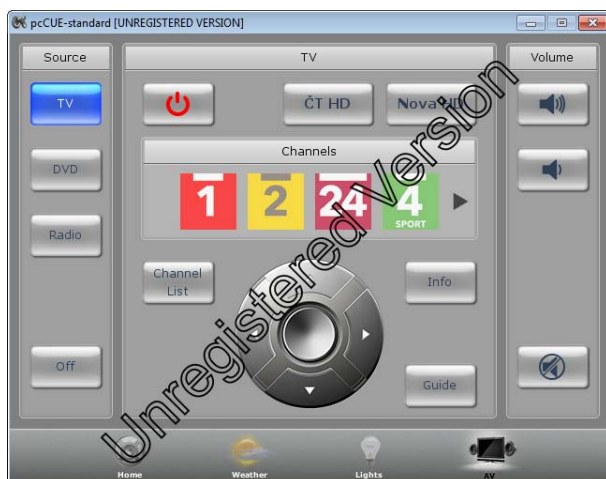 pcCUE-standard [UNREGISTERED VERSION]
Source
TV
Volume
TV
ČT HD
Nova HD
DVD
Channels
1
2
24
4
SPORT
Radio
Channel
List
Info
Off
Guide
Unregistered Version
Home
Weather
Lights
AV